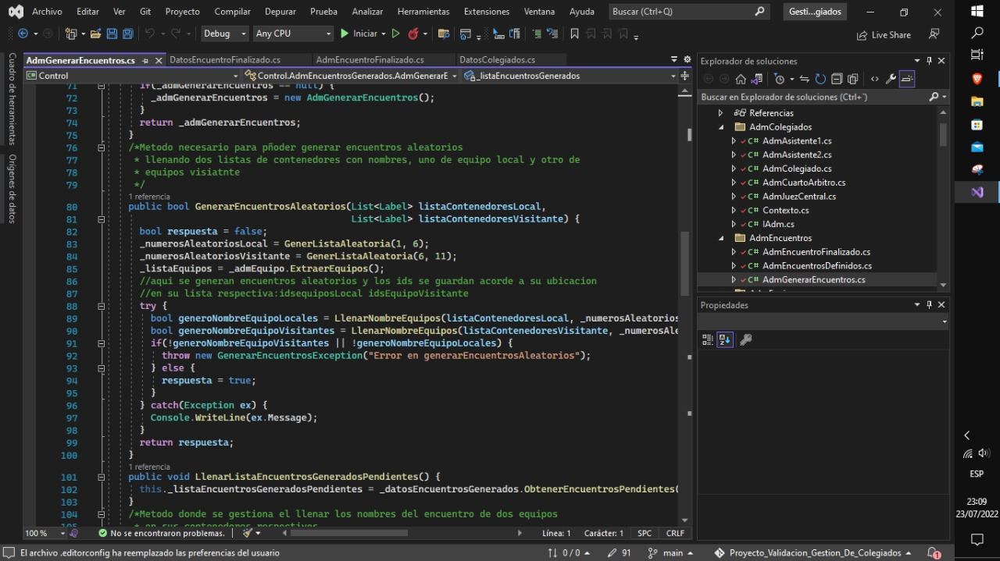 Archivo Editar Ver Git Proyecto Compilar Depurar Prueba Analizar Herramientas Extensiones Ventana Ayuda Buscar (Ctrl+Q) Gesti...giados
Debug Any CPU Iniciar Live Share
Cuadro de herramientas
Orígenes de datos
AdmGenerarEncuentros.cs DatosEncuentroFinalizado.cs AdmEncuentroFinalizado.cs DatosColegiados.cs
Control Control.AdmEncuentrosGenerados.AdmGenerarE _listaEncuentrosGenerados
71 if(_admGenerarEncuentros == null) {
72 _admGenerarEncuentros = new AdmGenerarEncuentros();
73 }
74 return _admGenerarEncuentros;
75 }
76 /*Metodo necesario para pñoder generar encuentros aleatorios
77 * llenando dos listas de contenedores con nombres, uno de equipo local y otro de
78 * equipos visiatnte
79 */
1 referencia
80 public bool GenerarEncuentrosAleatorios(List<Label> listaContenedoresLocal,
81 List<Label> listaContenedoresVisitante) {
82 bool respuesta = false;
83 _numerosAleatoriosLocal = GenerListaAleatoria(1, 6);
84 _numerosAleatoriosVisitante = GenerListaAleatoria(6, 11);
85 _listaEquipos = _admEquipo.ExtraerEquipos();
86 //aqui se generan encuentros aleatorios y los ids se guardan acorde a su ubicacion
87 //en su lista respectiva:idsequiposLocal idsEquipoVisitante
88 try {
89 bool generoNombreEquipoLocales = LlenarNombreEquipos(listaContenedoresLocal, _numerosAleatorios
90 bool generoNombreEquipoVisitantes = LlenarNombreEquipos(listaContenedoresVisitante, _numerosAle
91 if(!generoNombreEquipoVisitantes || !generoNombreEquipoLocales) {
92 throw new GenerarEncuentrosException("Error en generarEncuentrosAleatorios");
93 } else {
94 respuesta = true;
95 }
96 } catch(Exception ex) {
97 Console.WriteLine(ex.Message);
98 }
99 return respuesta;
100 }
1 referencia
101 public void LlenarListaEncuentrosGeneradosPendientes() {
102 this._listaEncuentrosGeneradosPendientes = _datosEncuentrosGenerados.ObtenerEncuentrosPendientes(
103 }
104 /*Metodo donde se gestiona el llenar los nombres del encuentro de dos equipos
105 * en sus contenedores respectivos
100 % No se encontraron problemas. Línea: 1 Carácter: 1 SPC CRLF
Explorador de soluciones
Buscar en Explorador de soluciones (Ctrl+¨)
Referencias
AdmColegiados
C# AdmAsistente1.cs
C# AdmAsistente2.cs
C# AdmColegiado.cs
C# AdmCuartoArbitro.cs
C# AdmJuezCentral.cs
C# Contexto.cs
C# IAdm.cs
AdmEncuentros
C# AdmEncuentroFinalizado.cs
C# AdmEncuentrosDefinidos.cs
C# AdmGenerarEncuentros.cs
Propiedades
El archivo .editorconfig ha reemplazado las preferencias del usuario 0 / 0 91 main Proyecto_Validacion_Gestion_De_Colegiados 1
ESP
23:09
23/07/2022